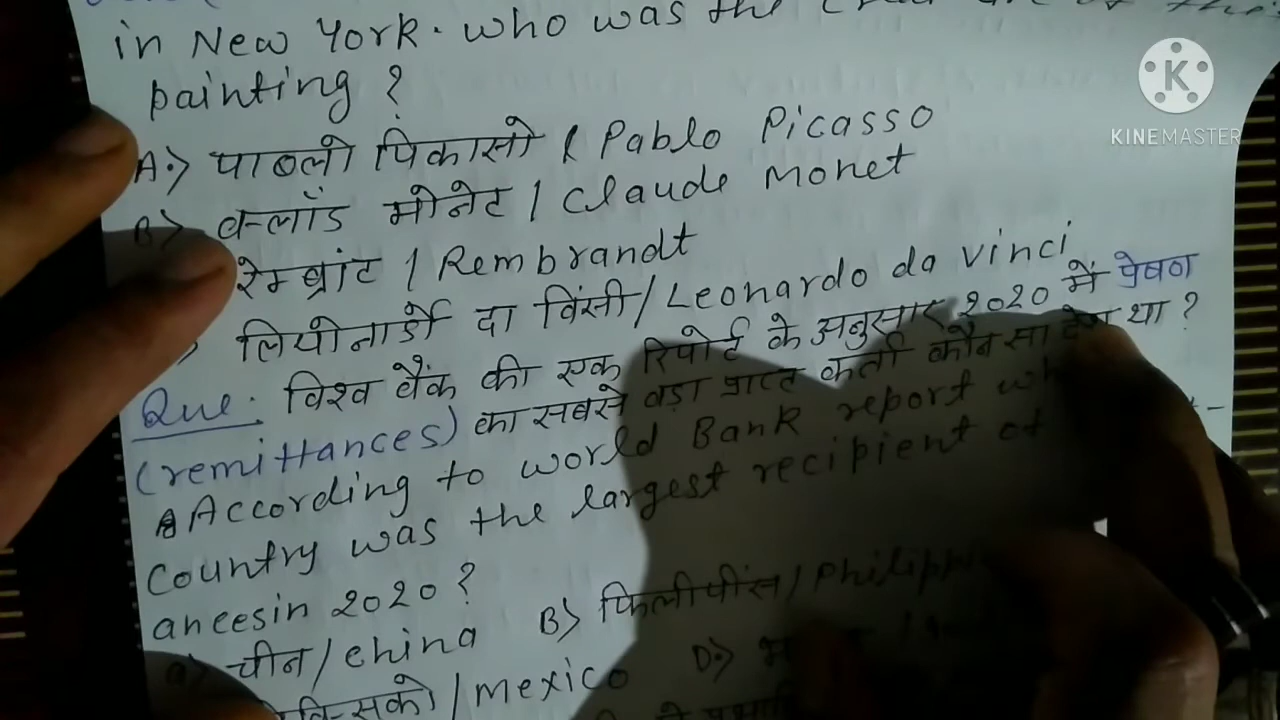 in New York. who was the
painting ?
A.> पाब्लो पिकासो / Pablo Picasso
B> क्लॉड मोनेट / Claude Monet
रेम्ब्रांट / Rembrandt
लियोनार्डो दा विंसी / Leonardo da vinci
Que: विश्व बैंक की एक रिपोर्ट के अनुसार 2020 में प्रेषण
(remittances) का सबसे बड़ा प्राप्त कर्ता कौन सा देश था ?
According to world Bank report
country was the largest recipient of
ancesin 2020 ?
चीन / china B> फिलीपींस /
/ mexico D.>
KINEMASTER